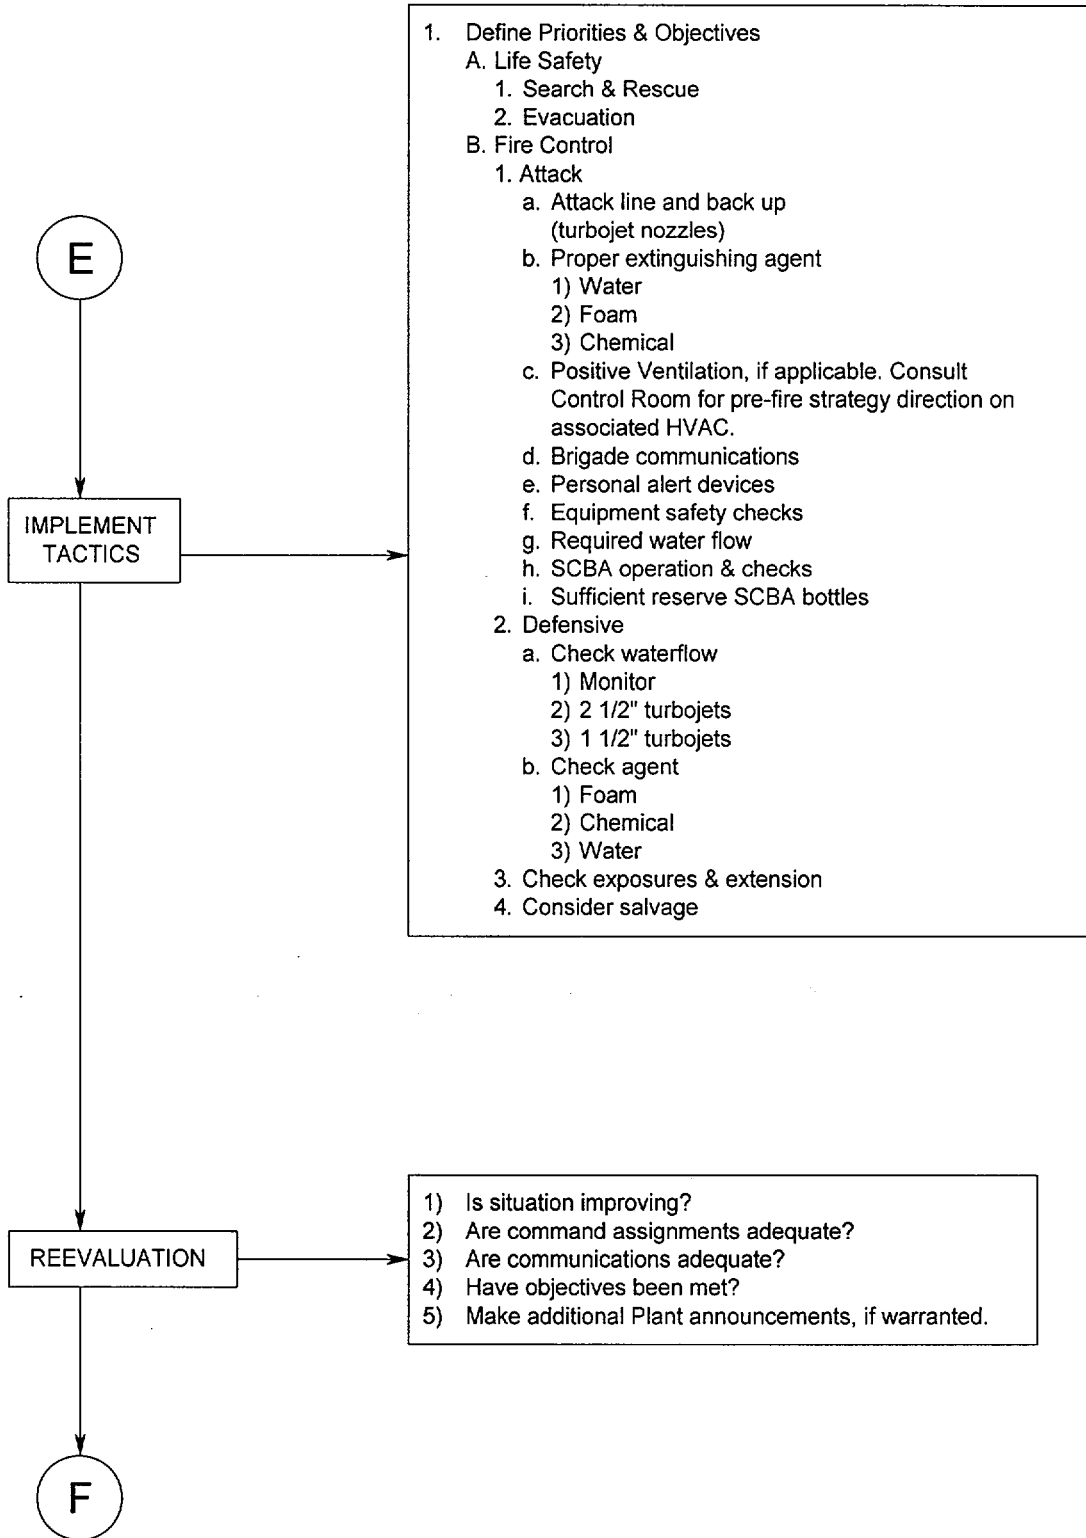 1. Define Priorities & Objectives
A. Life Safety
1. Search & Rescue
2. Evacuation
B. Fire Control
1. Attack
a. Attack line and back up
(turbojet nozzles)
b. Proper extinguishing agent
1) Water
2) Foam
3) Chemical
c. Positive Ventilation, if applicable. Consult
Control Room for pre-fire strategy direction on
associated HVAC.
d. Brigade communications
e. Personal alert devices
f. Equipment safety checks
g. Required water flow
h. SCBA operation & checks
i. Sufficient reserve SCBA bottles
2. Defensive
a. Check waterflow
1) Monitor
2) 2 1/2" turbojets
3) 1 1/2" turbojets
b. Check agent
1) Foam
2) Chemical
3) Water
3. Check exposures & extension
4. Consider salvage
E
IMPLEMENT
TACTICS
REEVALUATION
1) Is situation improving?
2) Are command assignments adequate?
3) Are communications adequate?
4) Have objectives been met?
5) Make additional Plant announcements, if warranted.
F